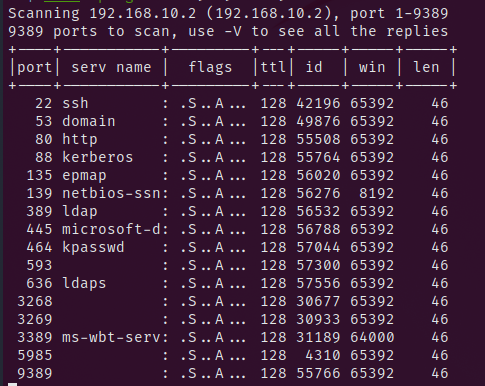 Scanning 192.168.10.2 (192.168.10.2), port 1-9389
9389 ports to scan, use -V to see all the replies
+----+-----------+---------+---+-----+-----+-----+
|port| serv name |  flags  |ttl| id  | win | len |
+----+-----------+---------+---+-----+-----+-----+
   22 ssh        : .S..A... 128 42196 65392    46
   53 domain     : .S..A... 128 49876 65392    46
   80 http       : .S..A... 128 55508 65392    46
   88 kerberos   : .S..A... 128 55764 65392    46
  135 epmap      : .S..A... 128 56020 65392    46
  139 netbios-ssn: .S..A... 128 56276  8192    46
  389 ldap       : .S..A... 128 56532 65392    46
  445 microsoft-d: .S..A... 128 56788 65392    46
  464 kpasswd    : .S..A... 128 57044 65392    46
  593            : .S..A... 128 57300 65392    46
  636 ldaps      : .S..A... 128 57556 65392    46
 3268            : .S..A... 128 30677 65392    46
 3269            : .S..A... 128 30933 65392    46
 3389 ms-wbt-serv: .S..A... 128 31189 64000    46
 5985            : .S..A... 128  4310 65392    46
 9389            : .S..A... 128 55766 65392    46